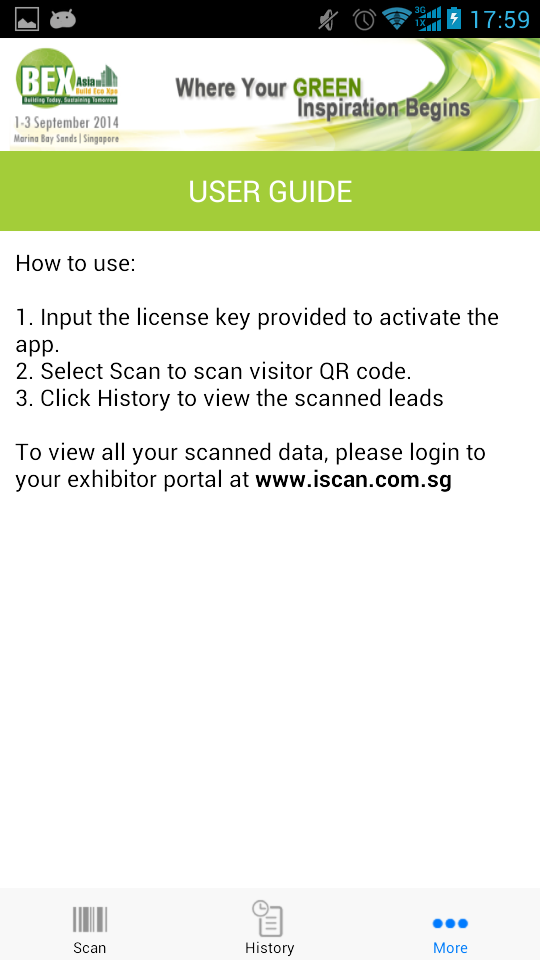 3G
1X
17:59
BEX Asia
Build Eco Xpo
Building Today, Sustaining Tomorrow
1-3 September 2014
Marina Bay Sands | Singapore
Where Your GREEN
Inspiration Begins
USER GUIDE
How to use:
1. Input the license key provided to activate the
app.
2. Select Scan to scan visitor QR code.
3. Click History to view the scanned leads
To view all your scanned data, please login to
your exhibitor portal at www.iscan.com.sg
Scan
History
More